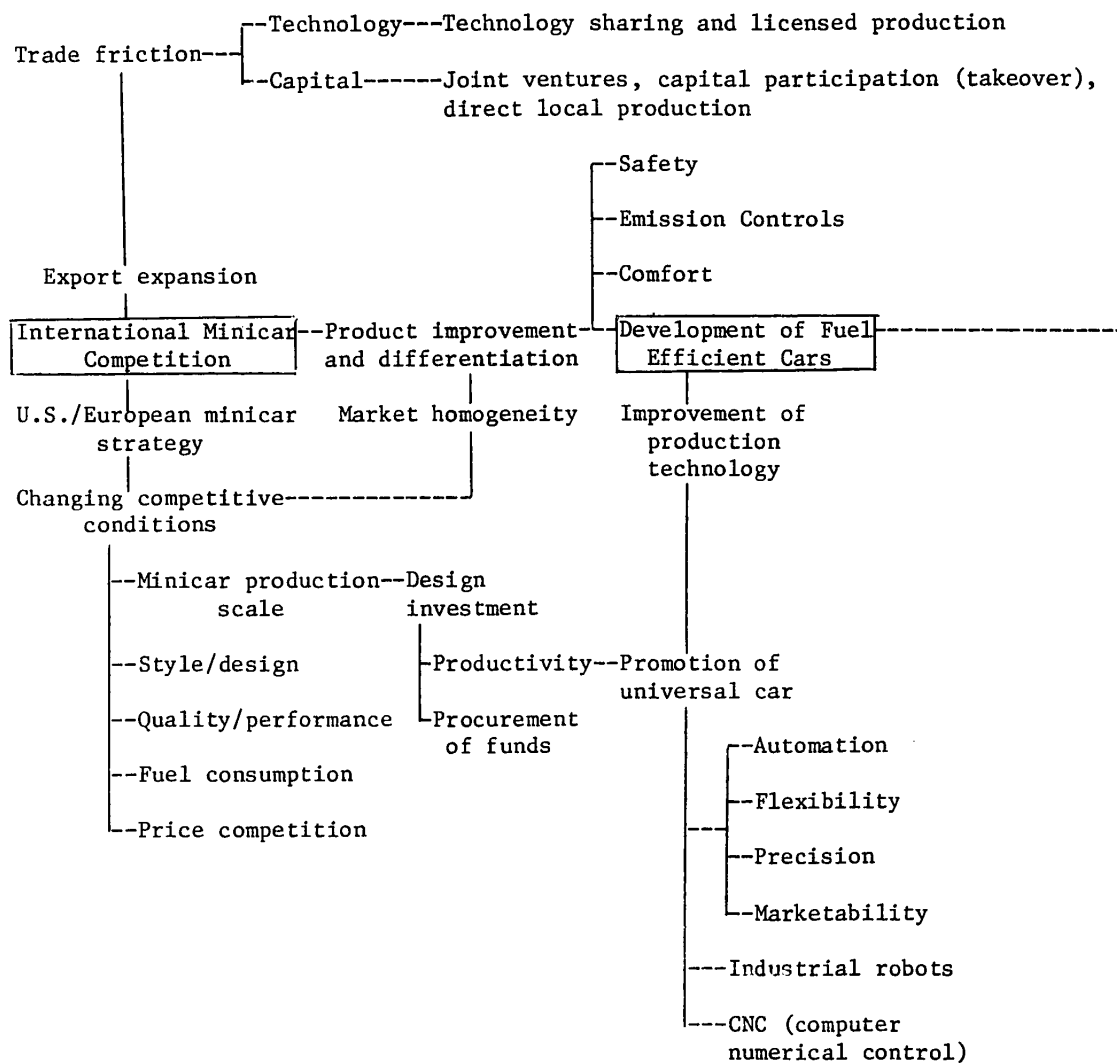 Technology---Technology sharing and licensed production
Trade friction
Capital------Joint ventures, capital participation (takeover),
direct local production
Safety
Emission Controls
Comfort
Export expansion
International Minicar--Product improvement--Development of Fuel
Competition and differentiation Efficient Cars
U.S./European minicar Market homogeneity Improvement of
strategy production
technology
Changing competitive
conditions
Minicar production--Design
scale investment
Style/design Productivity--Promotion of
universal car
Quality/performance Procurement
of funds
Automation
Fuel consumption
Flexibility
Price competition
Precision
Marketability
Industrial robots
CNC (computer
numerical control)